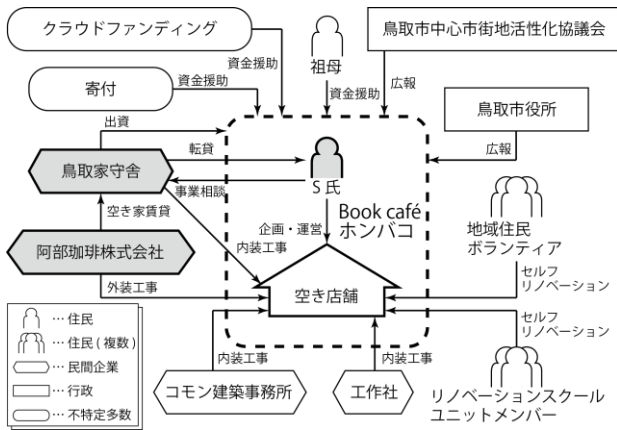 クラウドファンディング
祖母
鳥取市中心市街地活性化協議会
資金援助
寄付
資金援助
資金援助
広報
鳥取市役所
出資
転貸
広報
鳥取家守舎
S 氏
事業相談
空き家賃貸
企画・運営
Book café
ホンバコ
内装工事
地域住民
ボランティア
阿部珈琲株式会社
外装工事
空き店舗
セルフ
リノベーション
セルフ
リノベーション
内装工事
内装工事
コモン建築事務所
工作社
リノベーションスクール
ユニットメンバー
… 住民
… 住民 ( 複数 )
… 民間企業
… 行政
… 不特定多数